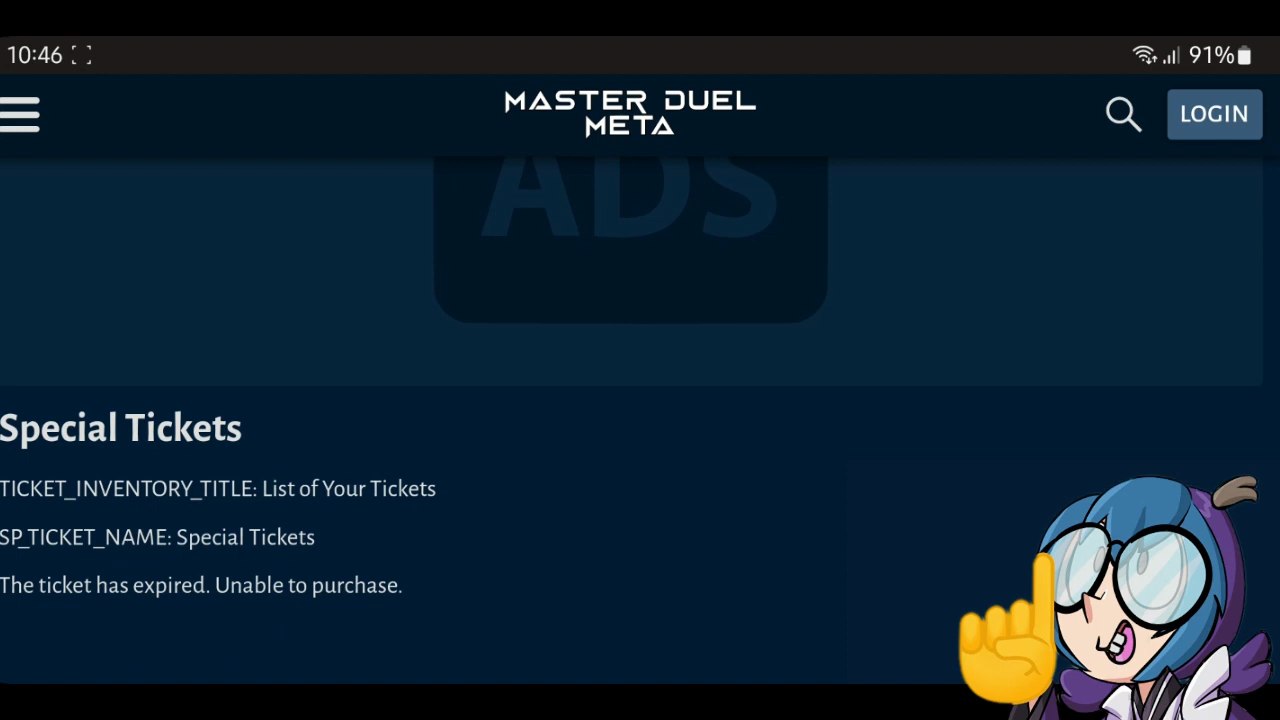 10:46 91%
MASTER DUEL
META
LOGIN
ADS
Special Tickets
TICKET_INVENTORY_TITLE: List of Your Tickets
SP_TICKET_NAME: Special Tickets
The ticket has expired. Unable to purchase.